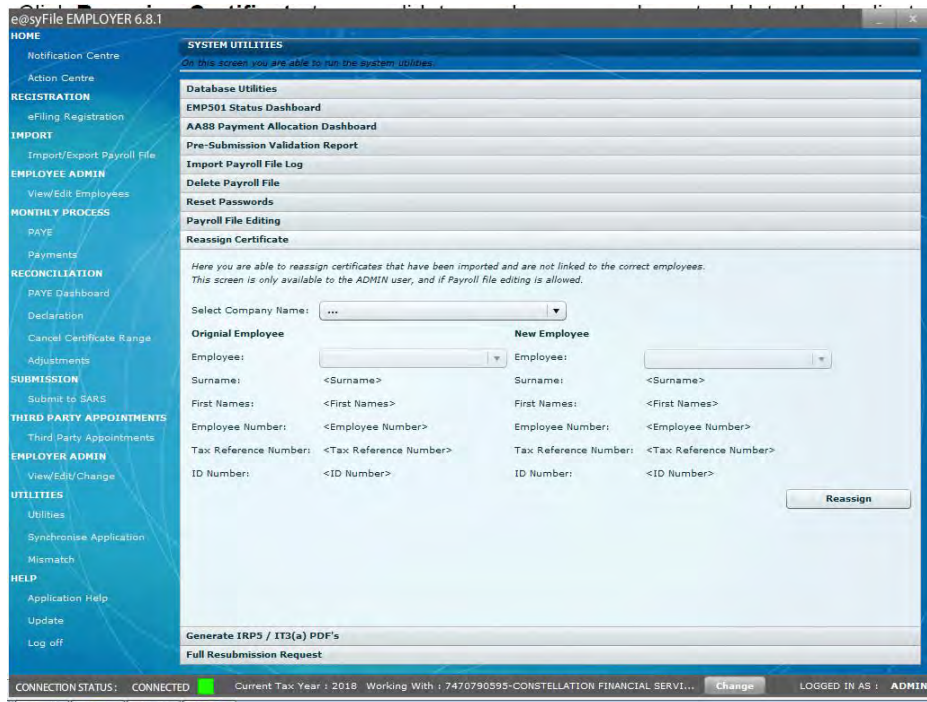 e@syFile EMPLOYER 6.8.1
HOME
Notification Centre
Action Centre
REGISTRATION
eFiling Registration
IMPORT
Import/Export Payroll File
EMPLOYEE ADMIN
View/Edit Employees
MONTHLY PROCESS
PAYE
Payments
RECONCILIATION
PAYE Dashboard
Declaration
Cancel Certificate Range
Adjustments
SUBMISSION
Submit to SARS
THIRD PARTY APPOINTMENTS
Third Party Appointments
EMPLOYER ADMIN
View/Edit/Change
UTILITIES
Utilities
Synchronise Application
Mismatch
HELP
Application Help
Update
Log off
SYSTEM UTILITIES
On this screen you are able to run the system utilities.
Database Utilities
EMP501 Status Dashboard
AA88 Payment Allocation Dashboard
Pre-Submission Validation Report
Import Payroll File Log
Delete Payroll File
Reset Passwords
Payroll File Editing
Reassign Certificate
Here you are able to reassign certificates that have been imported and are not linked to the correct employees.
This screen is only available to the ADMIN user, and if Payroll file editing is allowed.
Select Company Name: ...
Orignial Employee New Employee
Employee: Employee:
Surname: <Surname> Surname: <Surname>
First Names: <First Names> First Names: <First Names>
Employee Number: <Employee Number> Employee Number: <Employee Number>
Tax Reference Number: <Tax Reference Number> Tax Reference Number: <Tax Reference Number>
ID Number: <ID Number> ID Number: <ID Number>
Reassign
Generate IRP5 / IT3(a) PDF's
Full Resubmission Request
CONNECTION STATUS: CONNECTED Current Tax Year : 2018 Working With : 7470790595-CONSTELLATION FINANCIAL SERVI... Change LOGGED IN AS : ADMIN